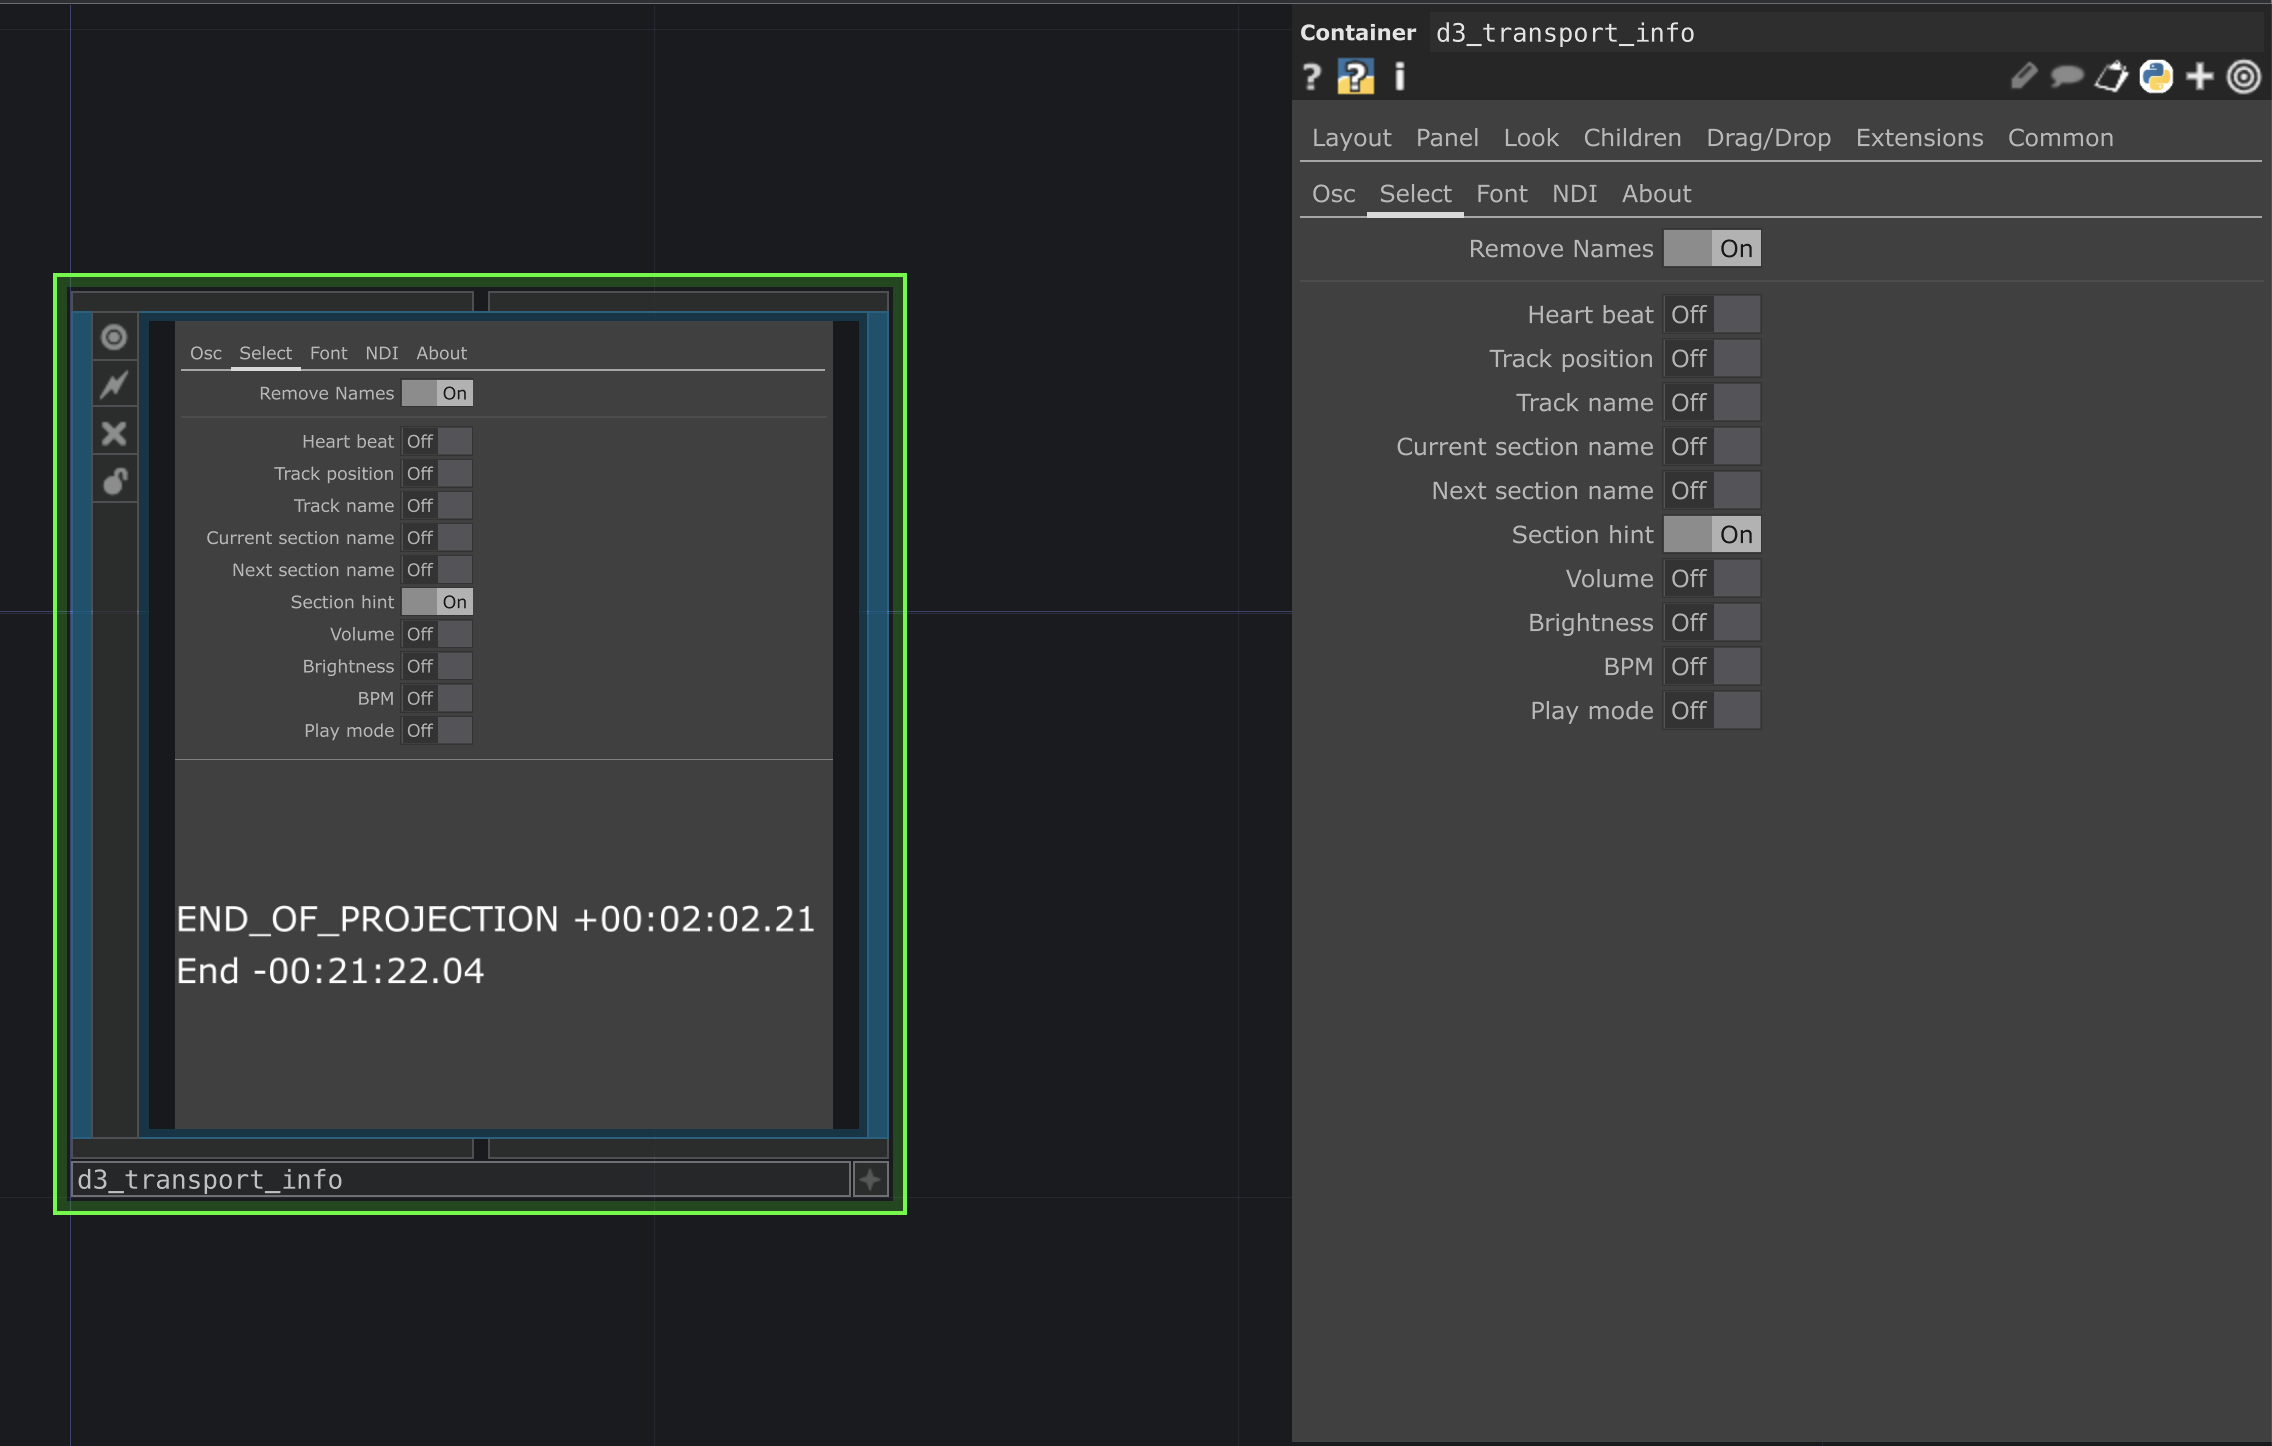 Container d3_transport_info
? ? i
Layout Panel Look Children Drag/Drop Extensions Common
Osc Select Font NDI About
Remove Names On
Heart beat Off
Track position Off
Track name Off
Current section name Off
Next section name Off
Section hint On
Volume Off
Brightness Off
BPM Off
Play mode Off
Osc Select Font NDI About
Remove Names On
Heart beat Off
Track position Off
Track name Off
Current section name Off
Next section name Off
Section hint On
Volume Off
Brightness Off
BPM Off
Play mode Off
END_OF_PROJECTION +00:02:02.21
End -00:21:22.04
d3_transport_info